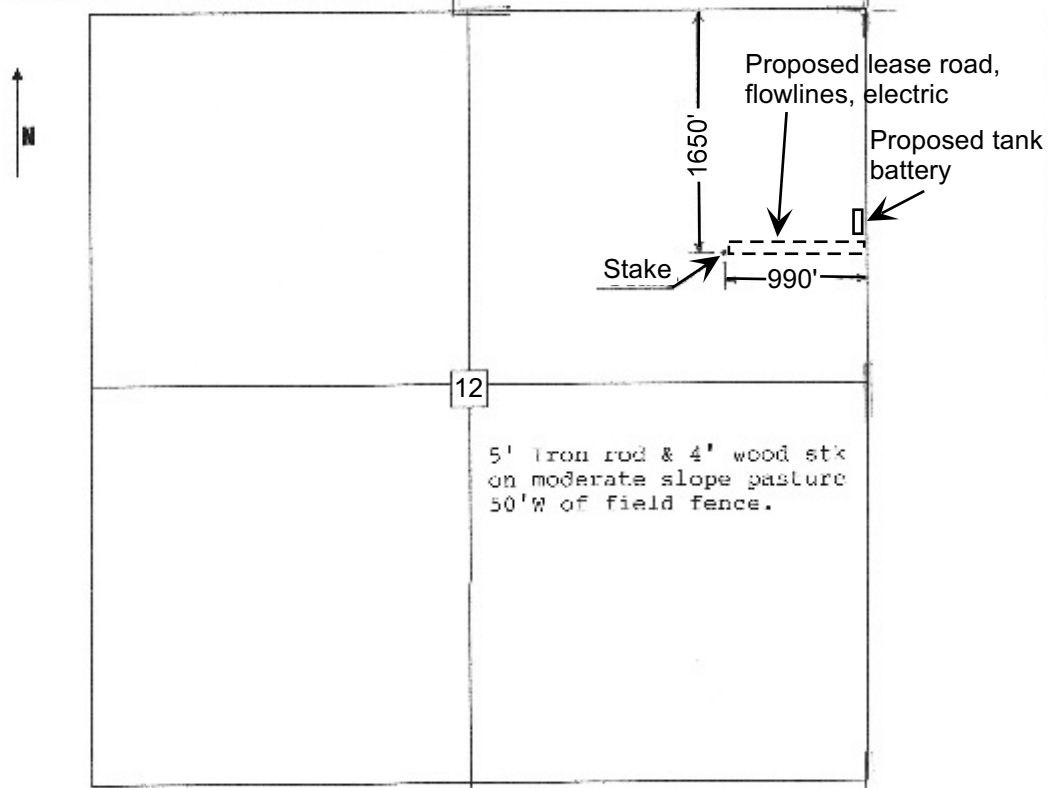 N
1650'
Proposed lease road,
flowlines, electric
Proposed tank
battery
Stake
990'
12
5' Iron rod & 4' wood stk
on moderate slope pasture
50'W of field fence.